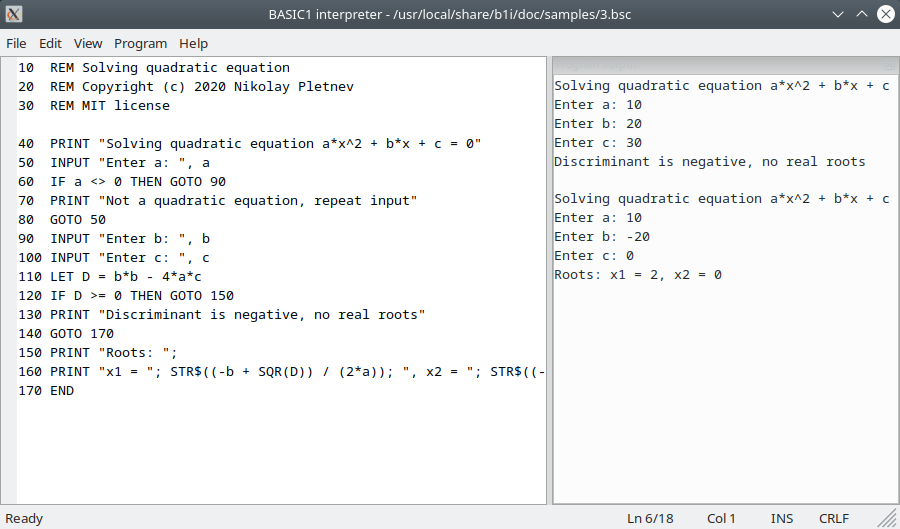 BASIC1 interpreter - /usr/local/share/b1i/doc/samples/3.bsc
File Edit View Program Help
10 REM Solving quadratic equation
20 REM Copyright (c) 2020 Nikolay Pletnev
30 REM MIT license
40 PRINT "Solving quadratic equation a*x^2 + b*x + c = 0"
50 INPUT "Enter a: ", a
60 IF a <> 0 THEN GOTO 90
70 PRINT "Not a quadratic equation, repeat input"
80 GOTO 50
90 INPUT "Enter b: ", b
100 INPUT "Enter c: ", c
110 LET D = b*b - 4*a*c
120 IF D >= 0 THEN GOTO 150
130 PRINT "Discriminant is negative, no real roots"
140 GOTO 170
150 PRINT "Roots: ";
160 PRINT "x1 = "; STR$((-b + SQR(D)) / (2*a)); ", x2 = "; STR$((-
170 END
Solving quadratic equation a*x^2 + b*x + c
Enter a: 10
Enter b: 20
Enter c: 30
Discriminant is negative, no real roots
Solving quadratic equation a*x^2 + b*x + c
Enter a: 10
Enter b: -20
Enter c: 0
Roots: x1 = 2, x2 = 0
Ready Ln 6/18 Col 1 INS CRLF